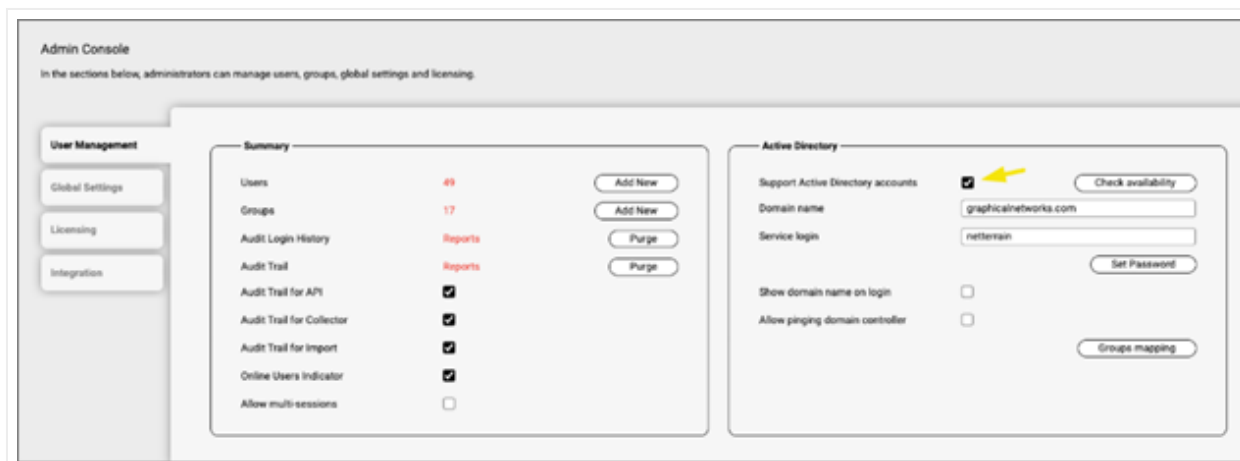 Admin Console
In the sections below, administrators can manage users, groups, global settings and licensing.
User Management
Global Settings
Licensing
Integration
Summary
Users 49 Add New
Groups 17 Add New
Audit Login History Reports Purge
Audit Trail Reports Purge
Audit Trail for API
Audit Trail for Collector
Audit Trail for Import
Online Users Indicator
Allow multi-sessions
Active Directory
Support Active Directory accounts Check availability
Domain name graphicalnetworks.com
Service login netterrain
Set Password
Show domain name on login
Allow pinging domain controller
Groups mapping